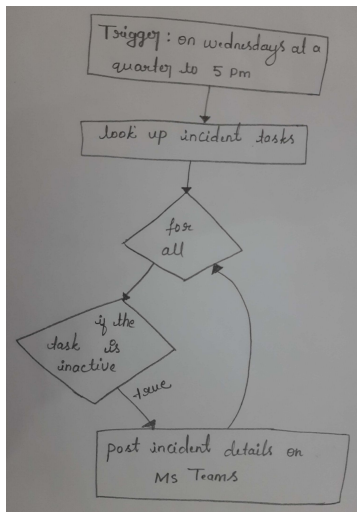 Trigger: on wednesdays at a
quarter to 5 pm
look up incident tasks
for
all
if the
task is
inactive
true
post incident details on
Ms Teams